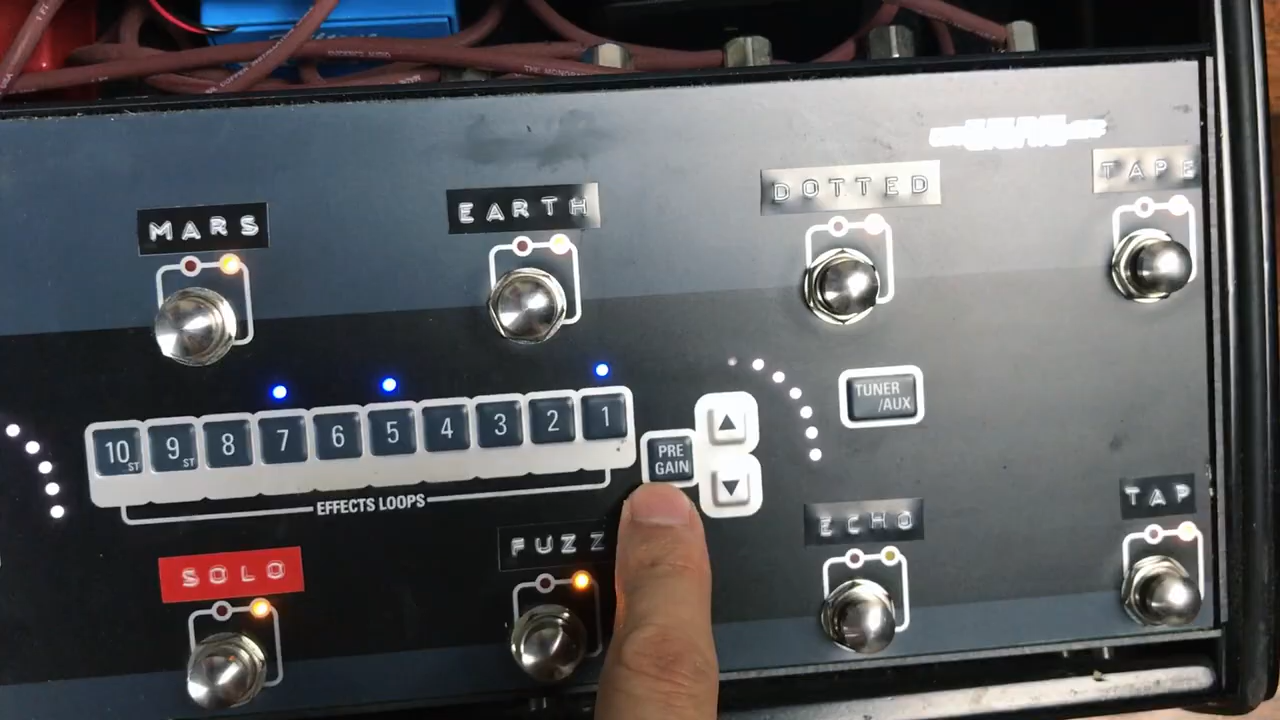 MARS
EARTH
DOTTED
TAPE
10 ST
9 ST
8
7
6
5
4
3
2
1
PRE
GAIN
TUNER
/AUX
EFFECTS LOOPS
SOLO
FUZZ
ECHO
TAP